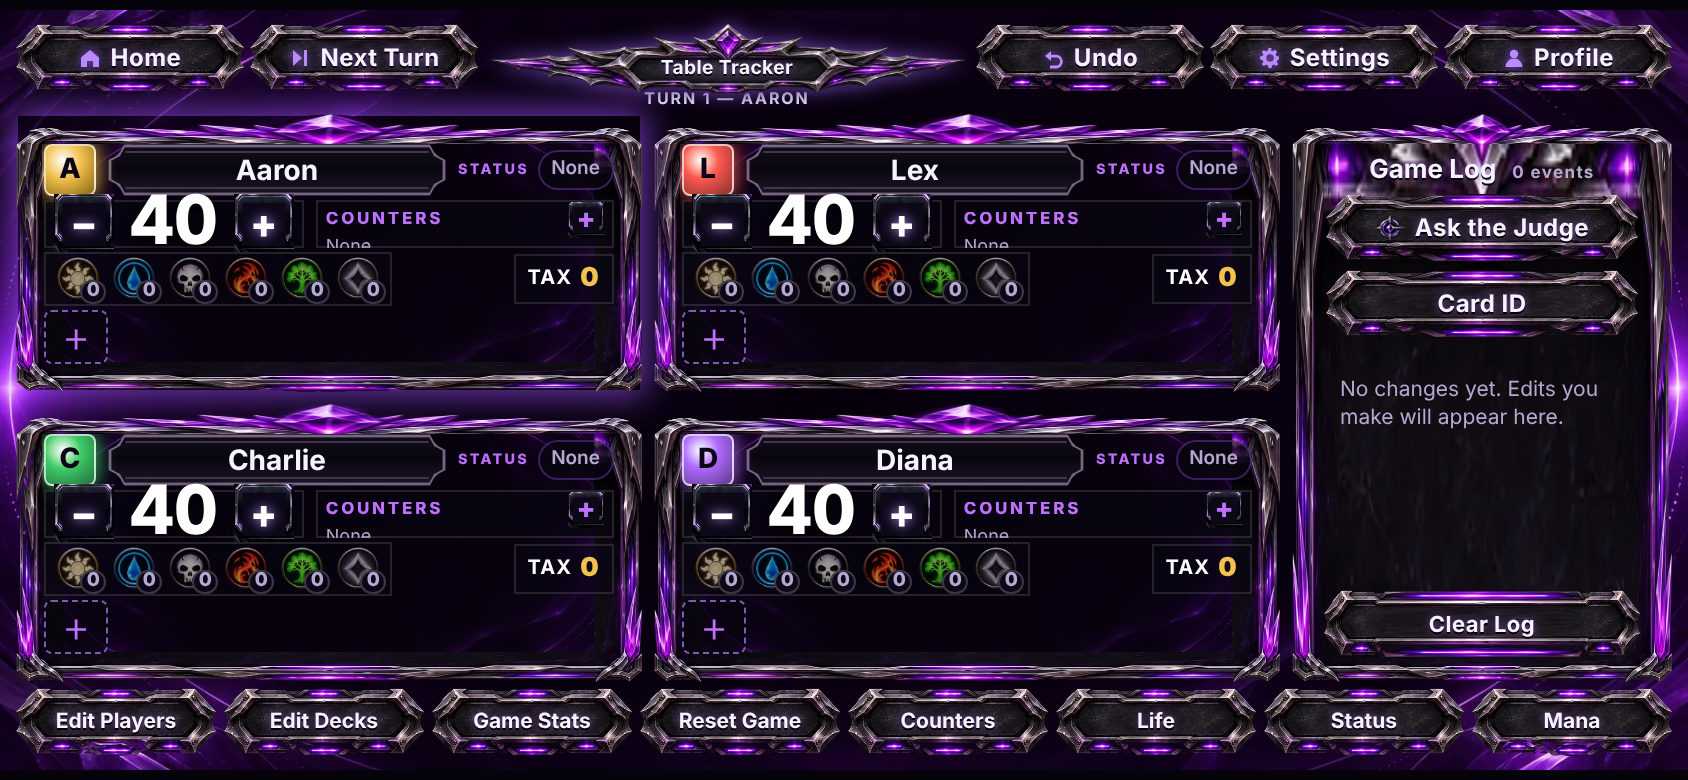 Home
Next Turn
Table Tracker
TURN 1 — AARON
Undo
Settings
Profile
A
Aaron
STATUS
None
− 40 +
COUNTERS
+
None
0 0 0 0 0 0
TAX 0
+
L
Lex
STATUS
None
− 40 +
COUNTERS
+
None
0 0 0 0 0 0
TAX 0
+
C
Charlie
STATUS
None
− 40 +
COUNTERS
+
None
0 0 0 0 0 0
TAX 0
+
D
Diana
STATUS
None
− 40 +
COUNTERS
+
None
0 0 0 0 0 0
TAX 0
+
Game Log 0 events
Ask the Judge
Card ID
No changes yet. Edits you
make will appear here.
Clear Log
Edit Players
Edit Decks
Game Stats
Reset Game
Counters
Life
Status
Mana